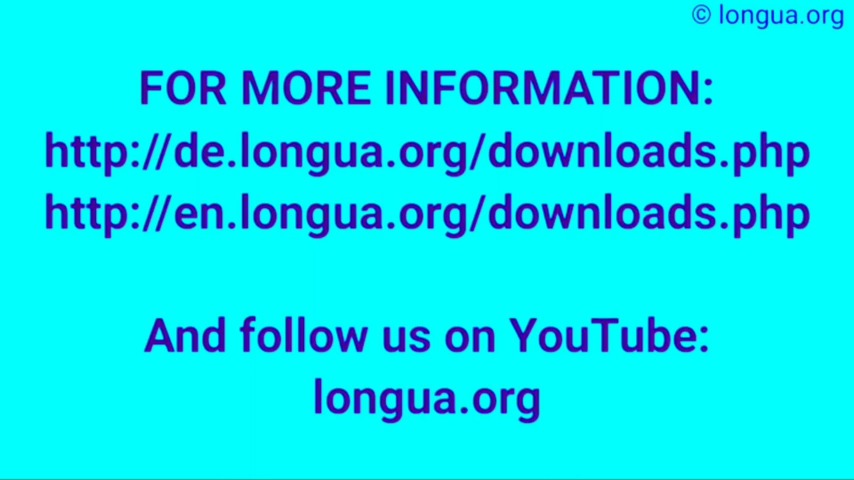 © longua.org
FOR MORE INFORMATION:
http://de.longua.org/downloads.php
http://en.longua.org/downloads.php
And follow us on YouTube:
longua.org